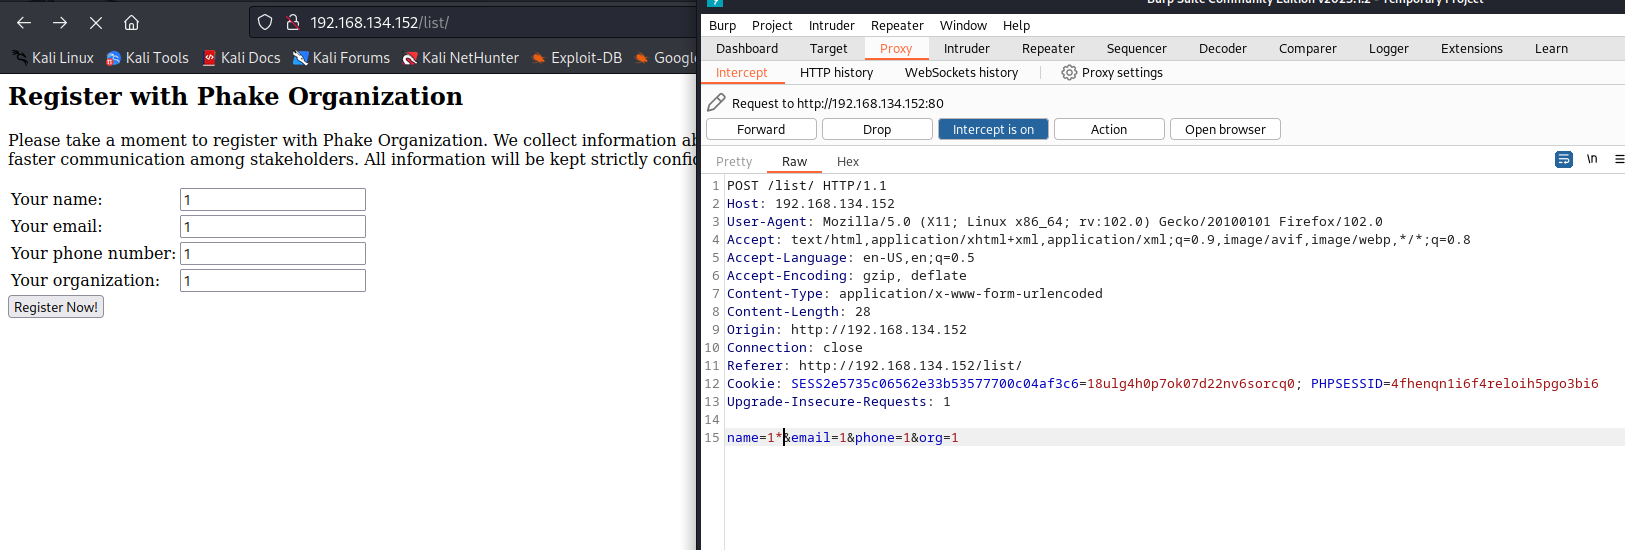 192.168.134.152/list/
Kali Linux Kali Tools Kali Docs Kali Forums Kali NetHunter Exploit-DB Google
Register with Phake Organization
Please take a moment to register with Phake Organization. We collect information
faster communication among stakeholders. All information will be kept strictly
Your name: 1
Your email: 1
Your phone number: 1
Your organization: 1
Register Now!
Burp Suite Community Edition v2023.1.2 - Temporary Project
Burp Project Intruder Repeater Window Help
Dashboard Target Proxy Intruder Repeater Sequencer Decoder Comparer Logger Extensions Learn
Intercept HTTP history WebSockets history Proxy settings
Request to http://192.168.134.152:80
Forward Drop Intercept is on Action Open browser
Pretty Raw Hex \n
1 POST /list/ HTTP/1.1
2 Host: 192.168.134.152
3 User-Agent: Mozilla/5.0 (X11; Linux x86_64; rv:102.0) Gecko/20100101 Firefox/102.0
4 Accept: text/html,application/xhtml+xml,application/xml;q=0.9,image/avif,image/webp,*/*;q=0.8
5 Accept-Language: en-US,en;q=0.5
6 Accept-Encoding: gzip, deflate
7 Content-Type: application/x-www-form-urlencoded
8 Content-Length: 28
9 Origin: http://192.168.134.152
10 Connection: close
11 Referer: http://192.168.134.152/list/
12 Cookie: SESS2e5735c06562e33b53577700c04af3c6=18ulg4h0p7ok07d22nv6sorcq0; PHPSESSID=4fhenqn1i6f4reloih5pgo3bi6
13 Upgrade-Insecure-Requests: 1
14
15 name=1*&email=1&phone=1&org=1